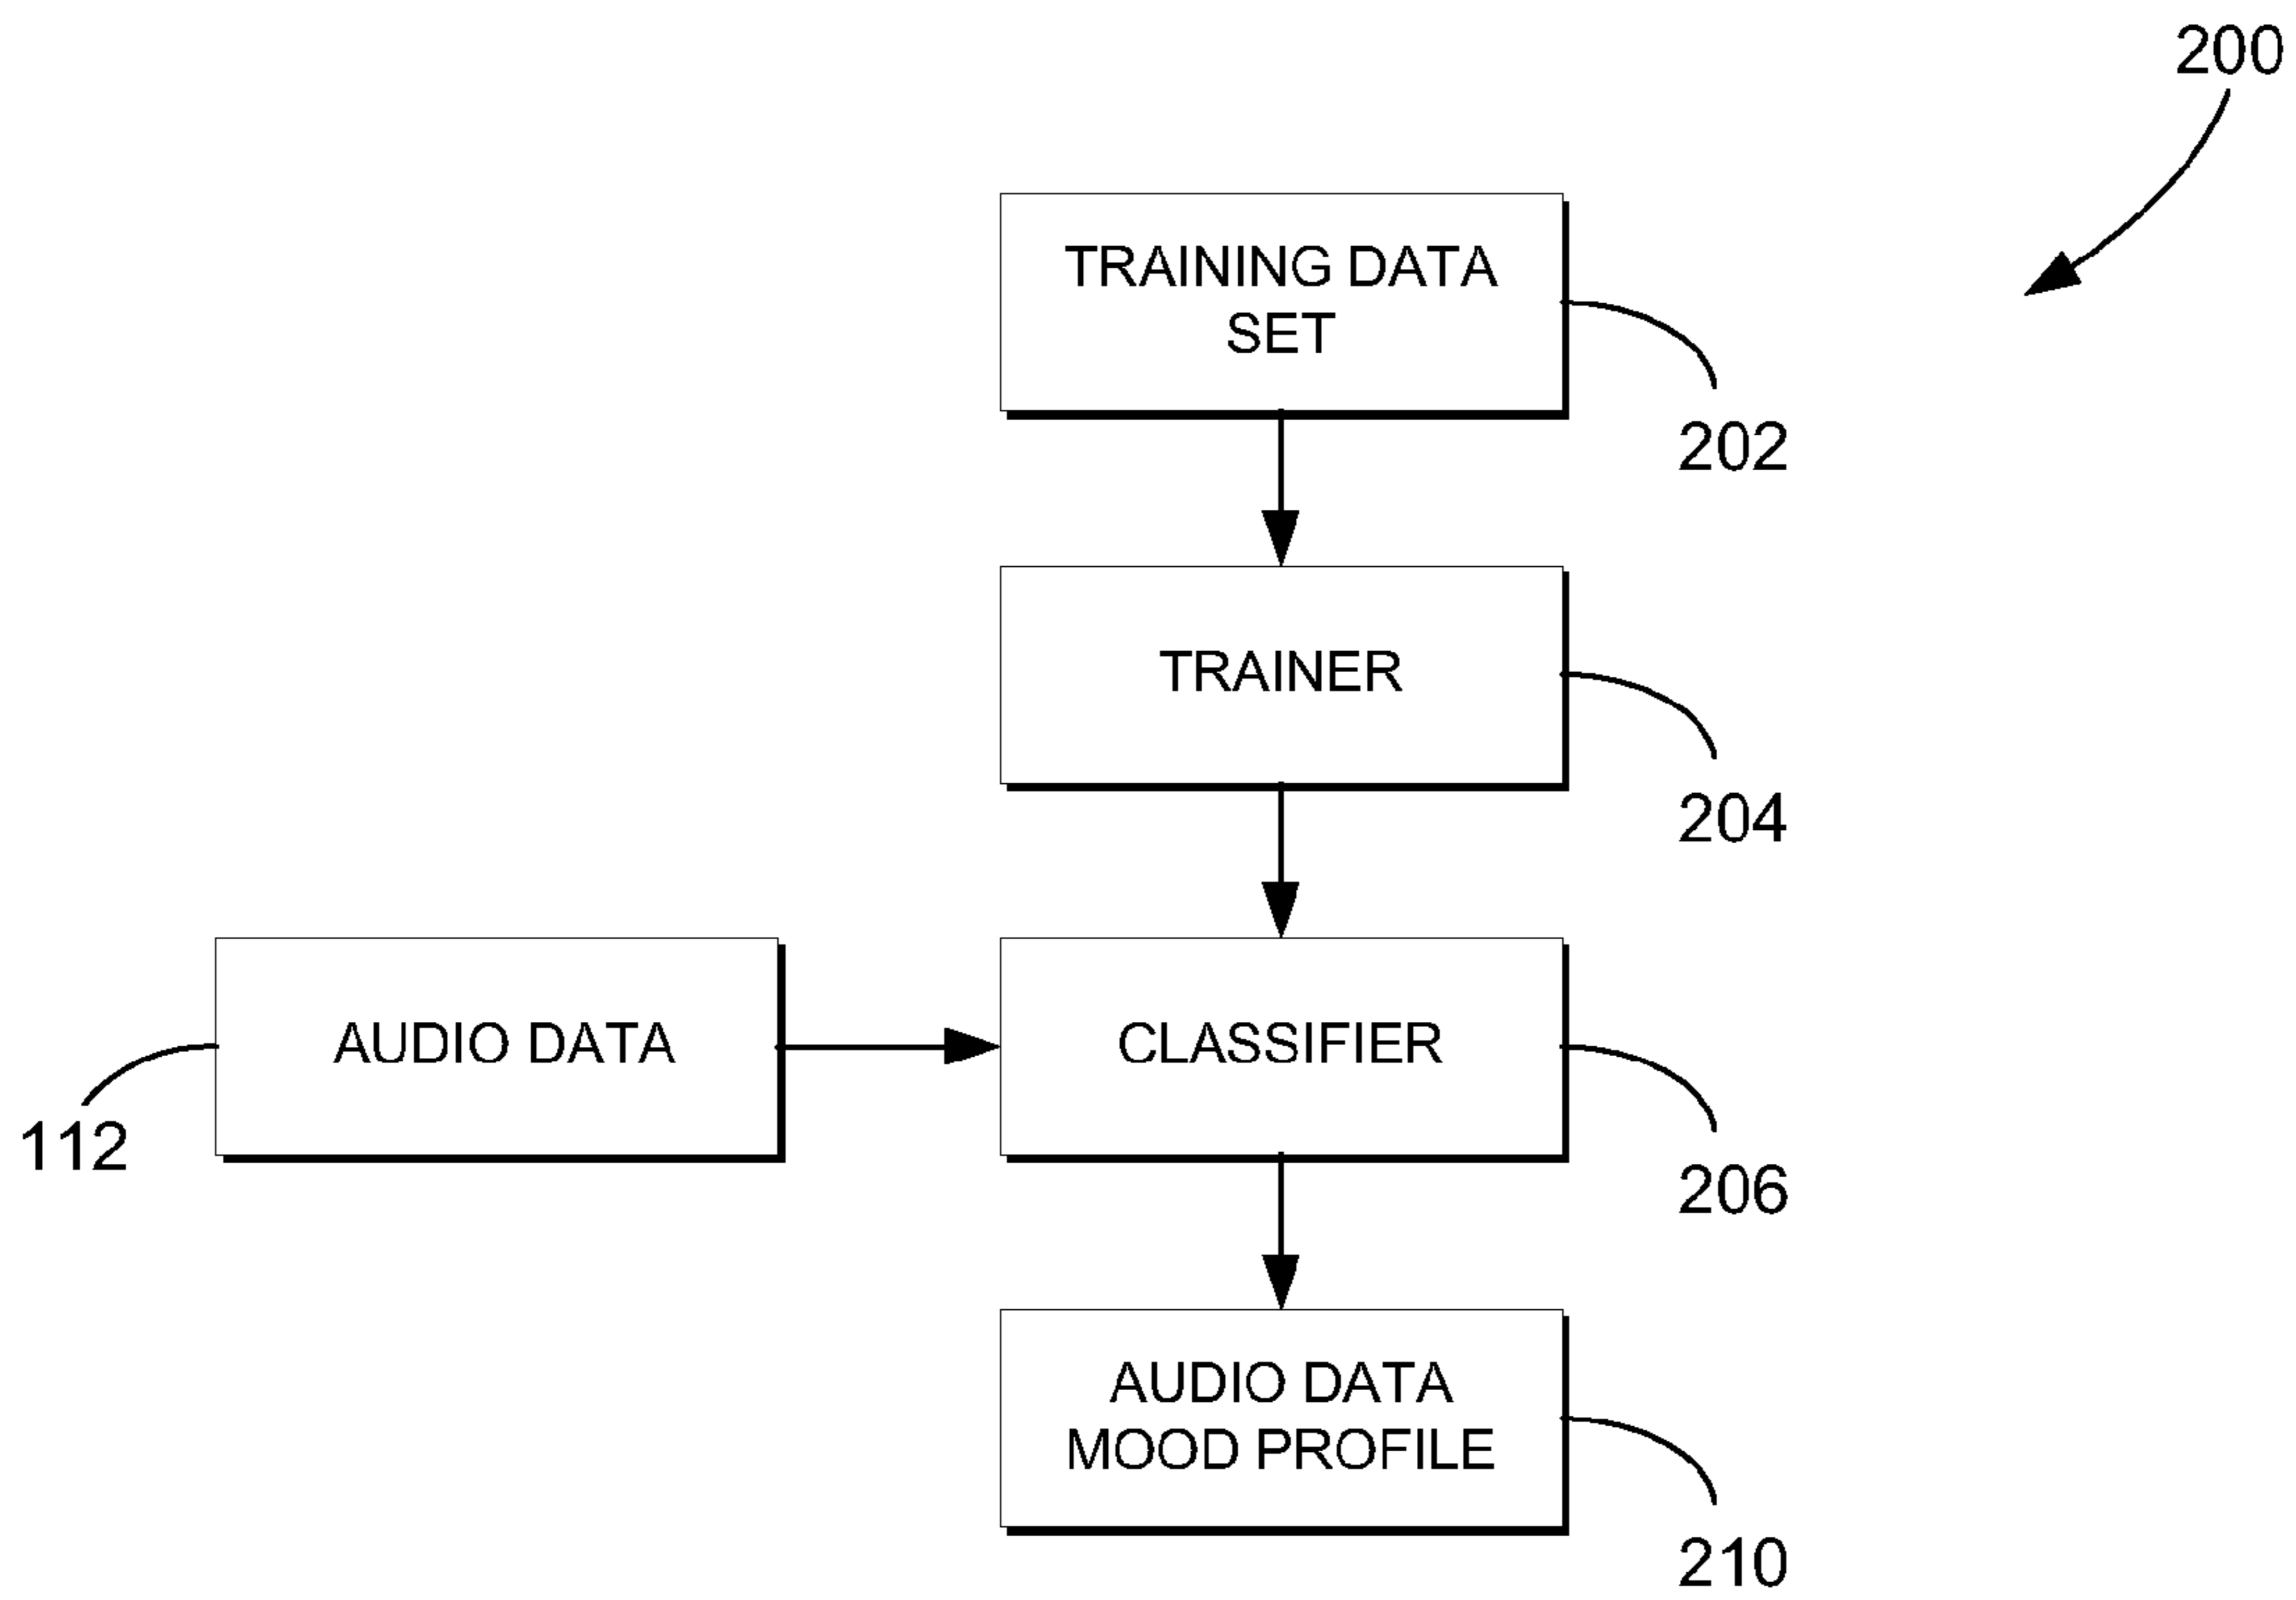 200
TRAINING DATA
SET
202
TRAINER
204
AUDIO DATA
CLASSIFIER
112
206
AUDIO DATA
MOOD PROFILE
210